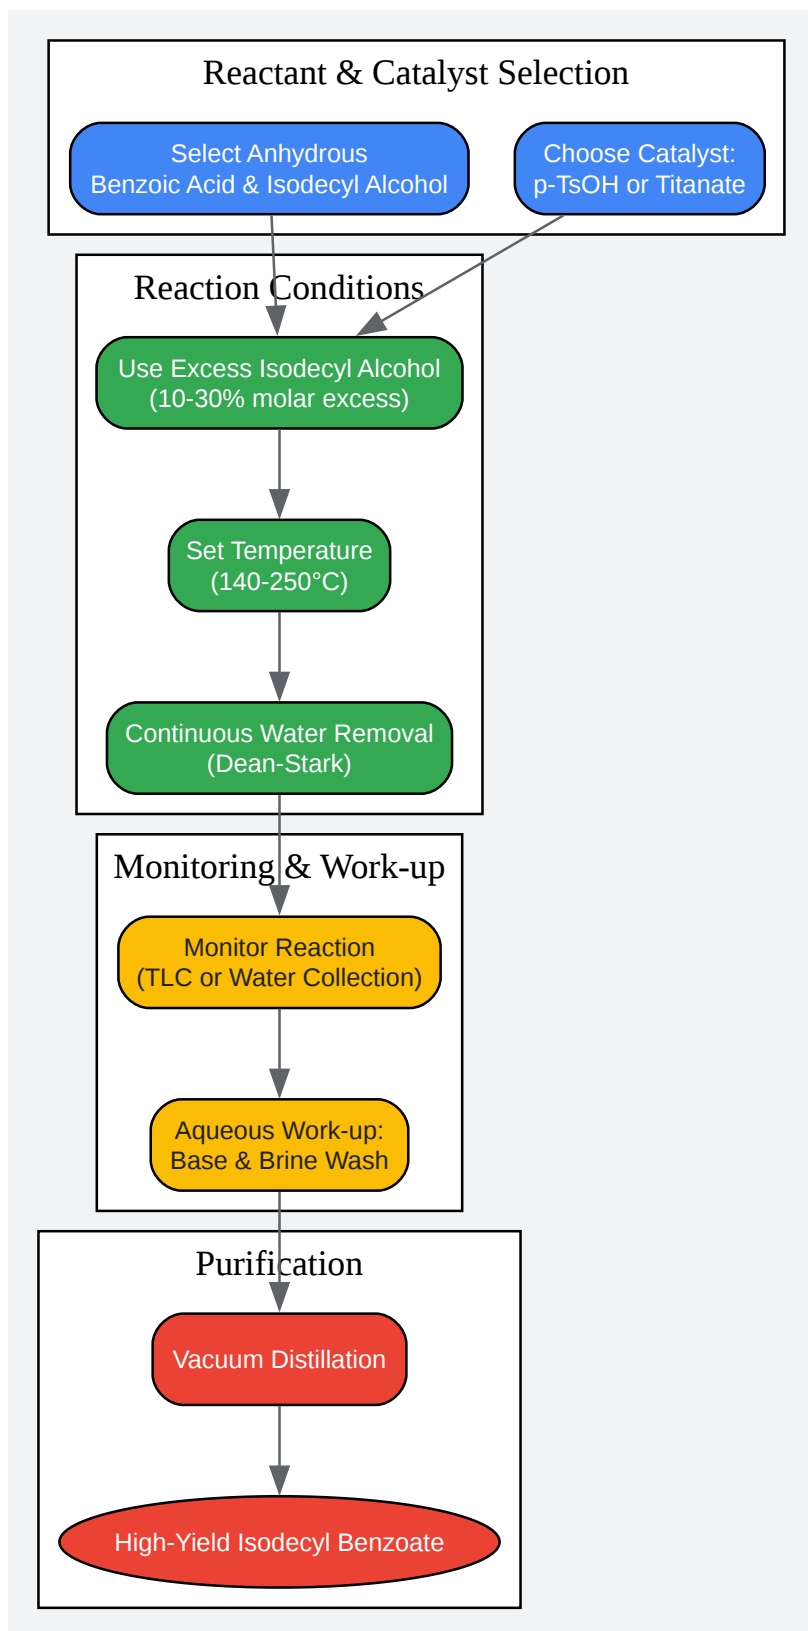 Reactant & Catalyst Selection
Select Anhydrous
Benzoic Acid & Isodecyl Alcohol
Choose Catalyst:
p-TsOH or Titanate
Reaction Conditions
Use Excess Isodecyl Alcohol
(10-30% molar excess)
Set Temperature
(140-250°C)
Continuous Water Removal
(Dean-Stark)
Monitoring & Work-up
Monitor Reaction
(TLC or Water Collection)
Aqueous Work-up:
Base & Brine Wash
Purification
Vacuum Distillation
High-Yield Isodecyl Benzoate